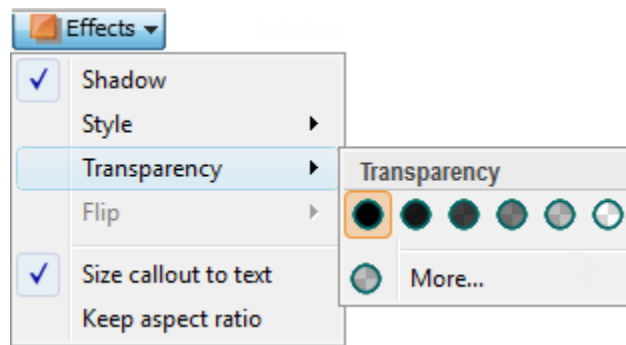 Effects
Shadow
Style
Transparency
Flip
Size callout to text
Keep aspect ratio
Transparency
More...